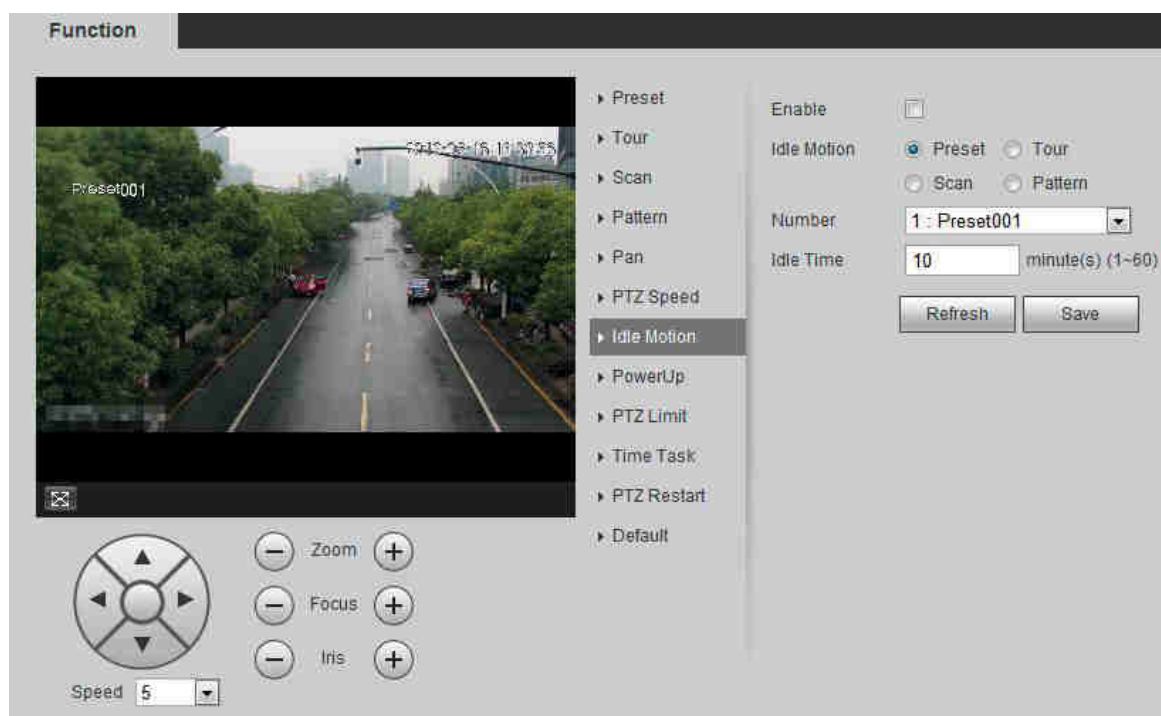 Function
Preset001
Preset
Tour
Scan
Pattern
Pan
PTZ Speed
Idle Motion
PowerUp
PTZ Limit
Time Task
PTZ Restart
Default
Enable
Idle Motion
Preset
Tour
Scan
Pattern
Number
1 : Preset001
Idle Time
10
minute(s) (1~60)
Refresh
Save
Zoom
Focus
Iris
Speed
5